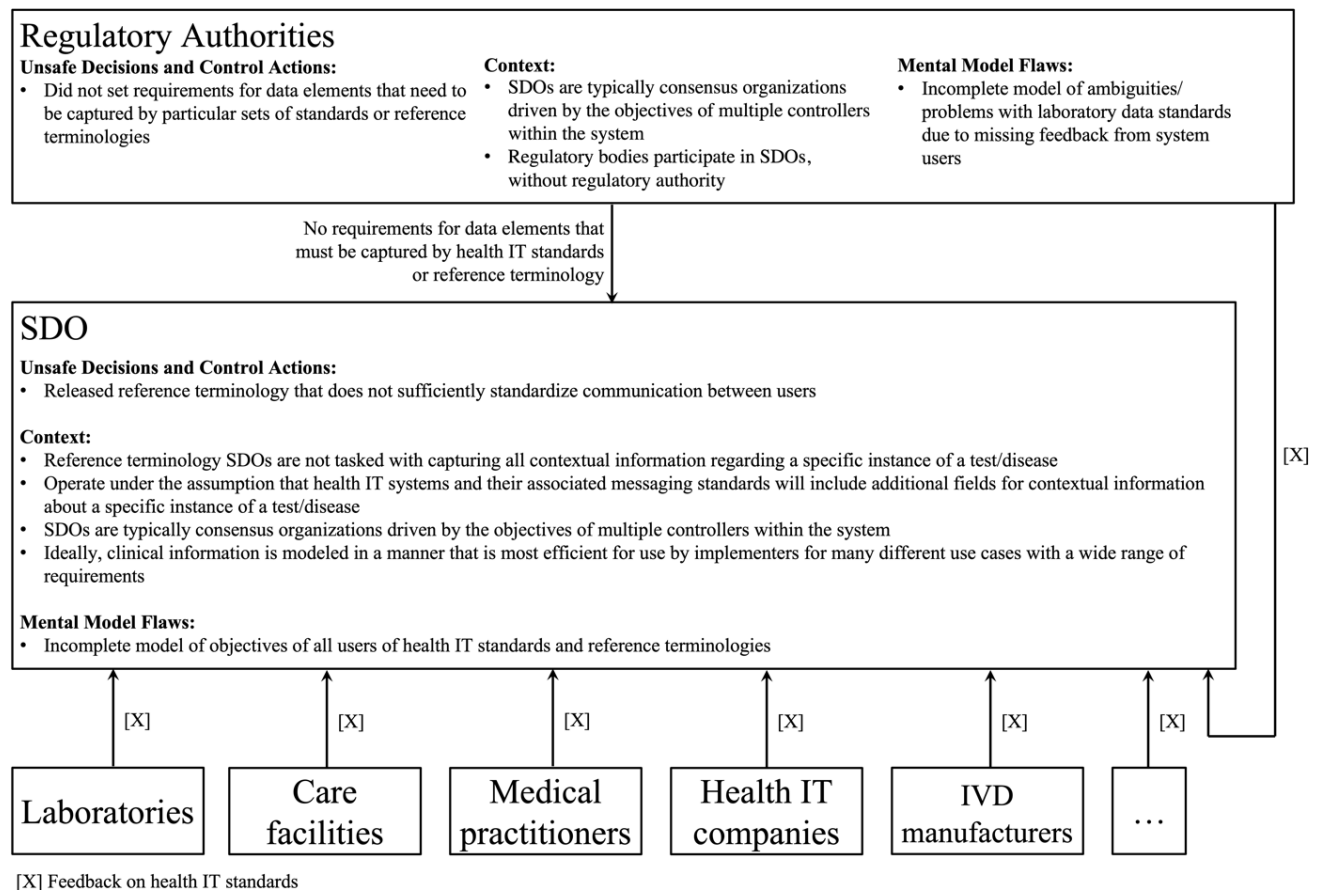 Regulatory Authorities
Unsafe Decisions and Control Actions:
• Did not set requirements for data elements that need to
be captured by particular sets of standards or reference
terminologies
Context:
• SDOs are typically consensus organizations
driven by the objectives of multiple controllers
within the system
• Regulatory bodies participate in SDOs,
without regulatory authority
Mental Model Flaws:
• Incomplete model of ambiguities/
problems with laboratory data standards
due to missing feedback from system
users
No requirements for data elements that
must be captured by health IT standards
or reference terminology
[X]
SDO
Unsafe Decisions and Control Actions:
• Released reference terminology that does not sufficiently standardize communication between users
Context:
• Reference terminology SDOs are not tasked with capturing all contextual information regarding a specific instance of a test/disease
• Operate under the assumption that health IT systems and their associated messaging standards will include additional fields for contextual information
about a specific instance of a test/disease
• SDOs are typically consensus organizations driven by the objectives of multiple controllers within the system
• Ideally, clinical information is modeled in a manner that is most efficient for use by implementers for many different use cases with a wide range of
requirements
Mental Model Flaws:
• Incomplete model of objectives of all users of health IT standards and reference terminologies
[X] [X] [X] [X] [X] [X]
Laboratories
Care
facilities
Medical
practitioners
Health IT
companies
IVD
manufacturers
…
[X] Feedback on health IT standards